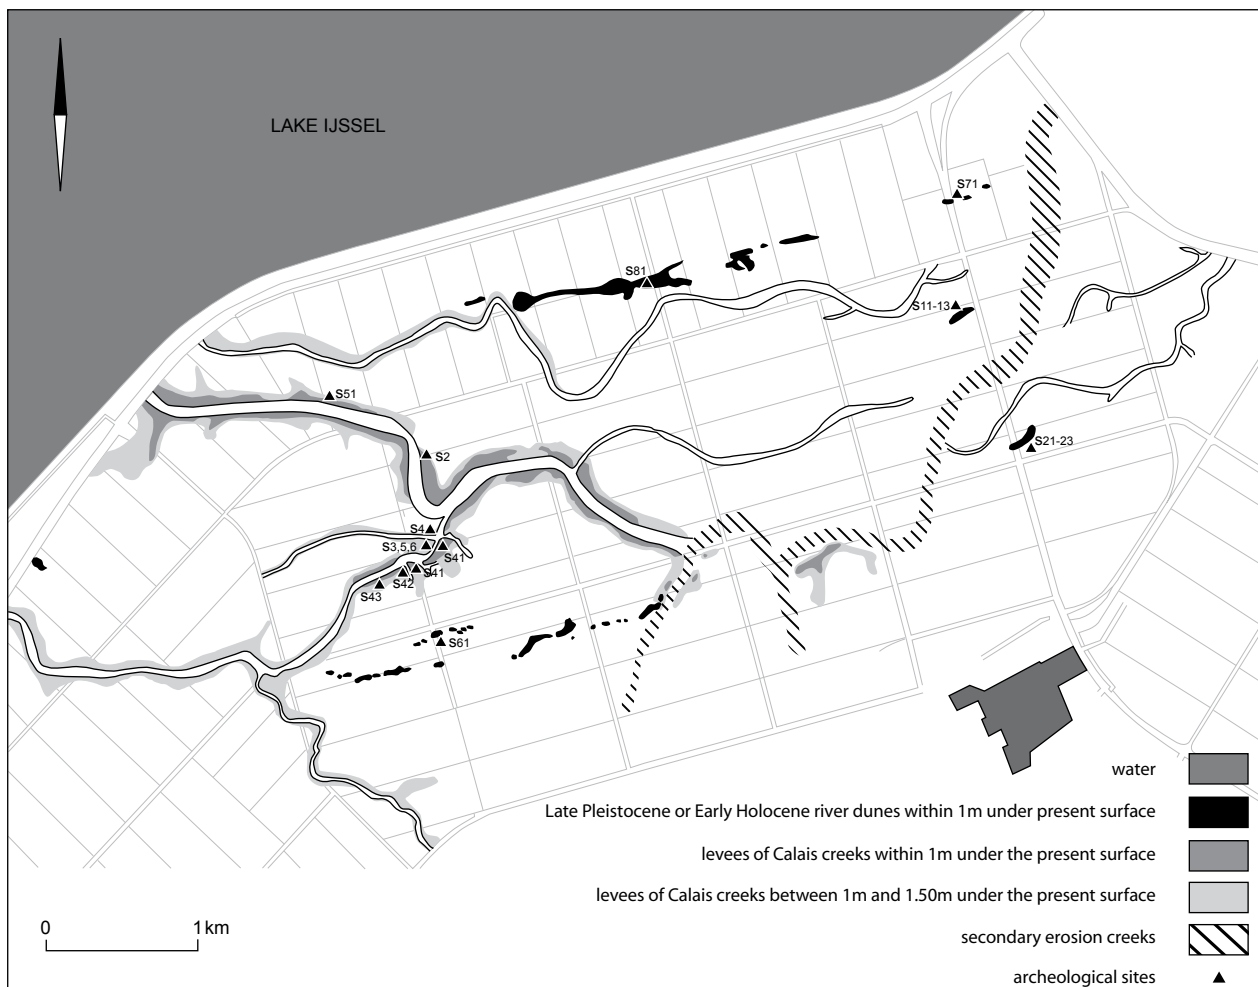 LAKE IJSSEL
S71
S81
S11-13
S51
S21-23
S2
S4
S3,5,6
S41
S41
S42
S43
S61
water
Late Pleistocene or Early Holocene river dunes within 1m under present surface
levees of Calais creeks within 1m under the present surface
levees of Calais creeks between 1m and 1.50m under the present surface
0 1km
secondary erosion creeks
archeological sites